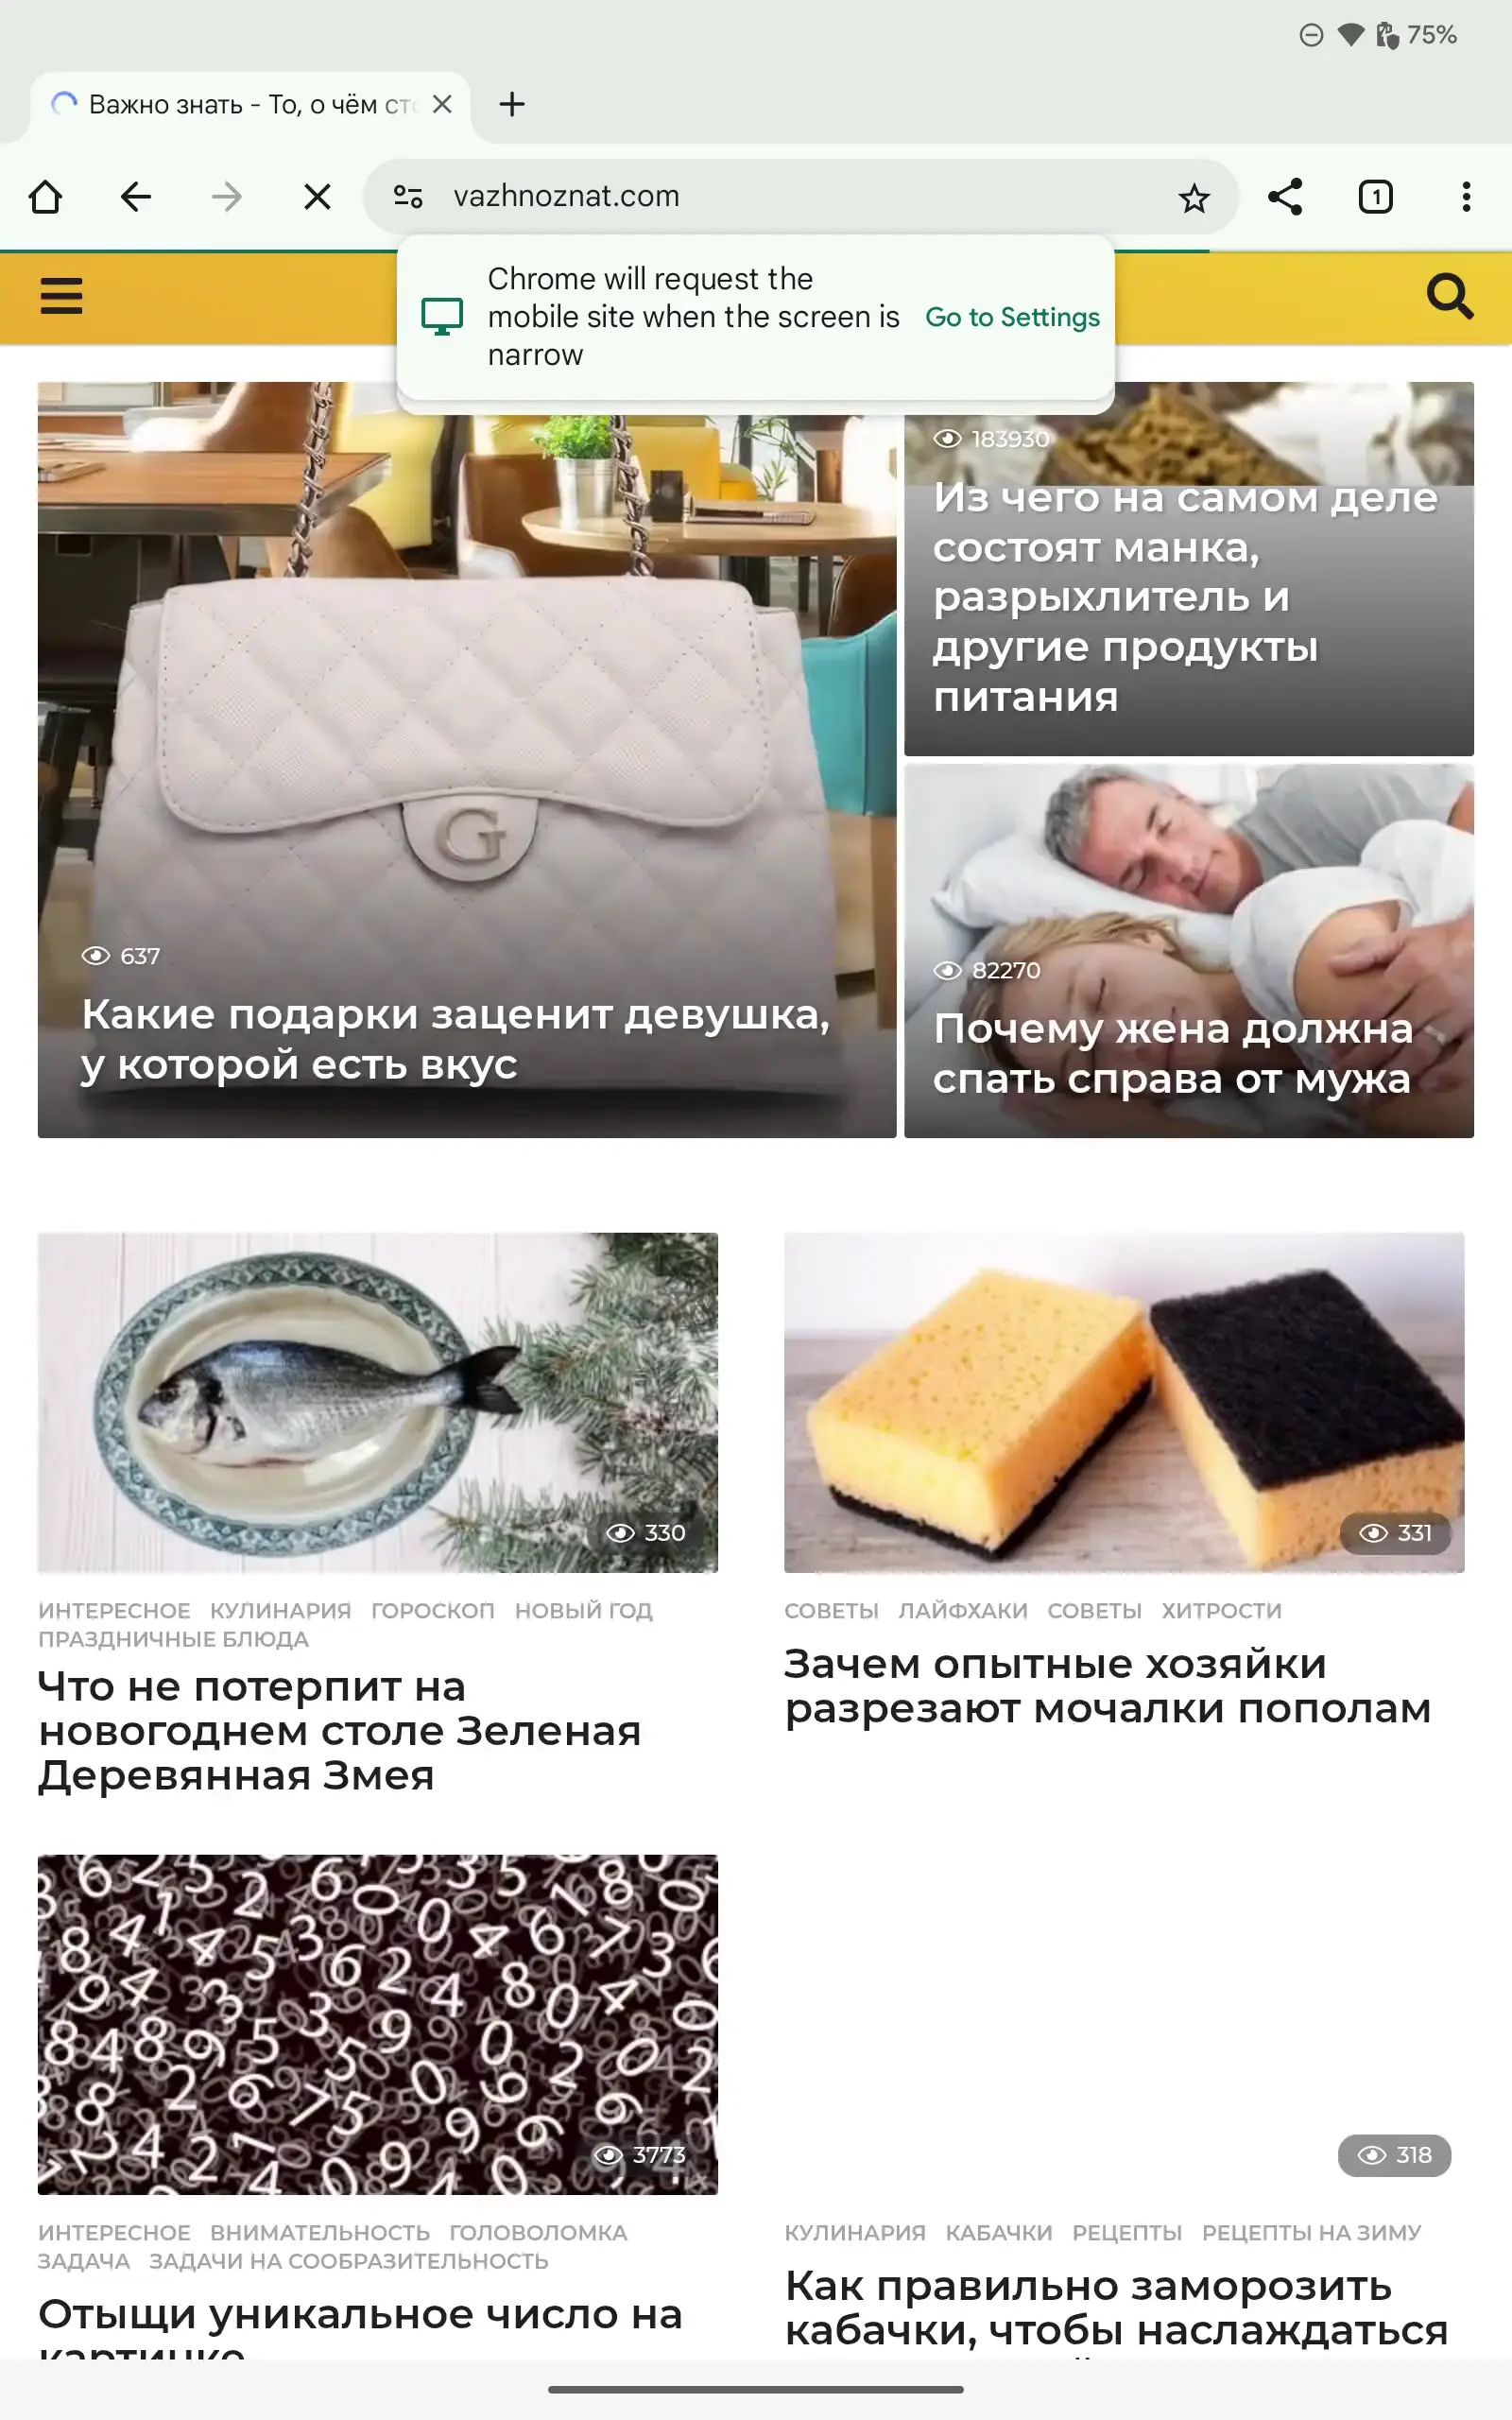 75%
Важно знать - То, о чём сто
vazhnoznat.com
1
Chrome will request the
mobile site when the screen is
narrow
Go to Settings
183930
Из чего на самом деле
состоят манка,
разрыхлитель и
другие продукты
питания
G
637
Какие подарки заценит девушка,
у которой есть вкус
82270
Почему жена должна
спать справа от мужа
330
ИНТЕРЕСНОЕ КУЛИНАРИЯ ГОРОСКОП НОВЫЙ ГОД
ПРАЗДНИЧНЫЕ БЛЮДА
Что не потерпит на
новогоднем столе Зеленая
Деревянная Змея
331
СОВЕТЫ ЛАЙФХАКИ СОВЕТЫ ХИТРОСТИ
Зачем опытные хозяйки
разрезают мочалки пополам
3773
ИНТЕРЕСНОЕ ВНИМАТЕЛЬНОСТЬ ГОЛОВОЛОМКА
ЗАДАЧА ЗАДАЧИ НА СООБРАЗИТЕЛЬНОСТЬ
Отыщи уникальное число на
картинке
318
КУЛИНАРИЯ КАБАЧКИ РЕЦЕПТЫ РЕЦЕПТЫ НА ЗИМУ
Как правильно заморозить
кабачки, чтобы наслаждаться